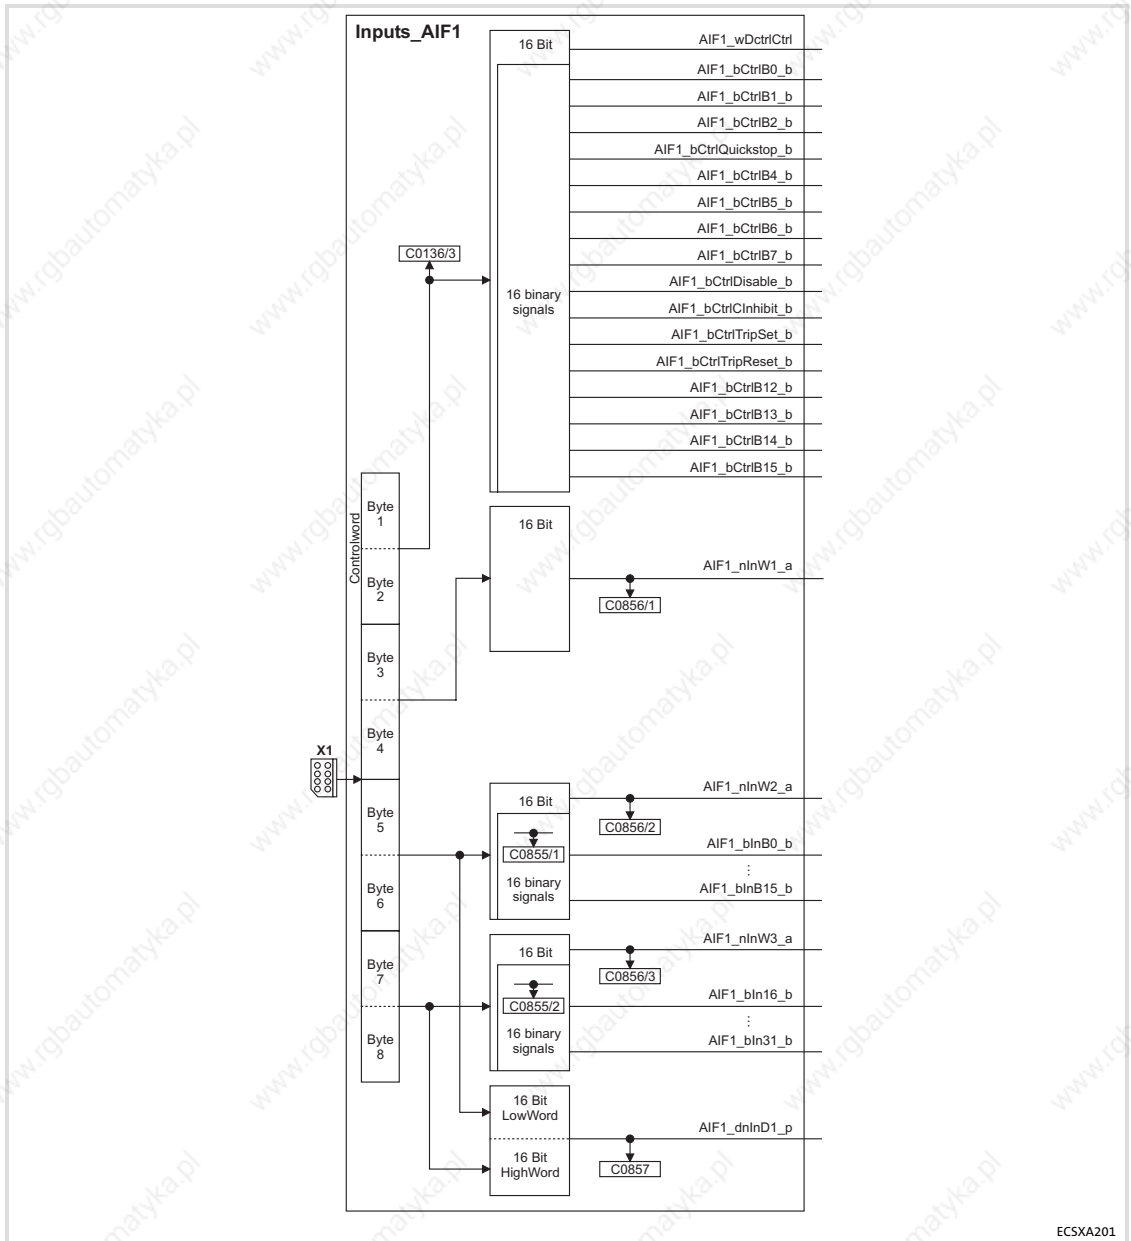 Inputs_AIF1
16 Bit
AIF1_wDctrlCtrl
AIF1_bCtrlB0_b
AIF1_bCtrlB1_b
AIF1_bCtrlB2_b
AIF1_bCtrlQuickstop_b
AIF1_bCtrlB4_b
AIF1_bCtrlB5_b
AIF1_bCtrlB6_b
AIF1_bCtrlB7_b
C0136/3
AIF1_bCtrlDisable_b
16 binary
signals
AIF1_bCtrlCInhibit_b
AIF1_bCtrlTripSet_b
AIF1_bCtrlTripReset_b
AIF1_bCtrlB12_b
AIF1_bCtrlB13_b
AIF1_bCtrlB14_b
AIF1_bCtrlB15_b
Controlword
Byte
1
Byte
2
16 Bit
AIF1_nInW1_a
C0856/1
Byte
3
Byte
4
X1
Byte
5
Byte
6
16 Bit
AIF1_nInW2_a
C0856/2
C0855/1
AIF1_bInB0_b
16 binary
signals
AIF1_bInB15_b
Byte
7
Byte
8
16 Bit
AIF1_nInW3_a
C0856/3
C0855/2
AIF1_bIn16_b
16 binary
signals
AIF1_bIn31_b
16 Bit
LowWord
AIF1_dnInD1_p
16 Bit
HighWord
C0857
ECSXA201
www.rgbautomatyka.pl